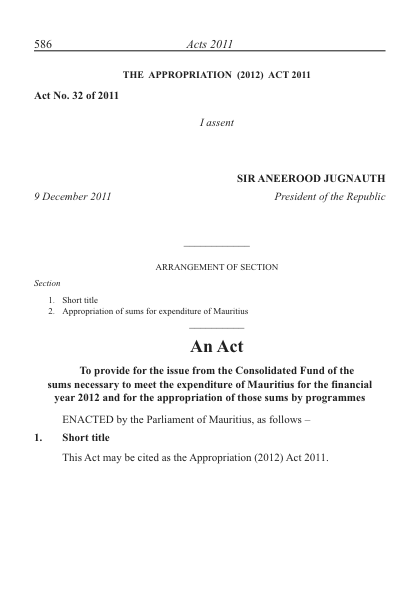 586 Acts 2011
THE APPROPRIATION (2012) ACT 2011
Act No. 32 of 2011
I assent
SIR ANEEROOD JUGNAUTH
9 December 2011 President of the Republic
ARRANGEMENT OF SECTION
Section
1. Short title
2. Appropriation of sums for expenditure of Mauritius
An Act
To provide for the issue from the Consolidated Fund of the
sums necessary to meet the expenditure of Mauritius for the financial
year 2012 and for the appropriation of those sums by programmes
ENACTED by the Parliament of Mauritius, as follows –
1. Short title
This Act may be cited as the Appropriation (2012) Act 2011.